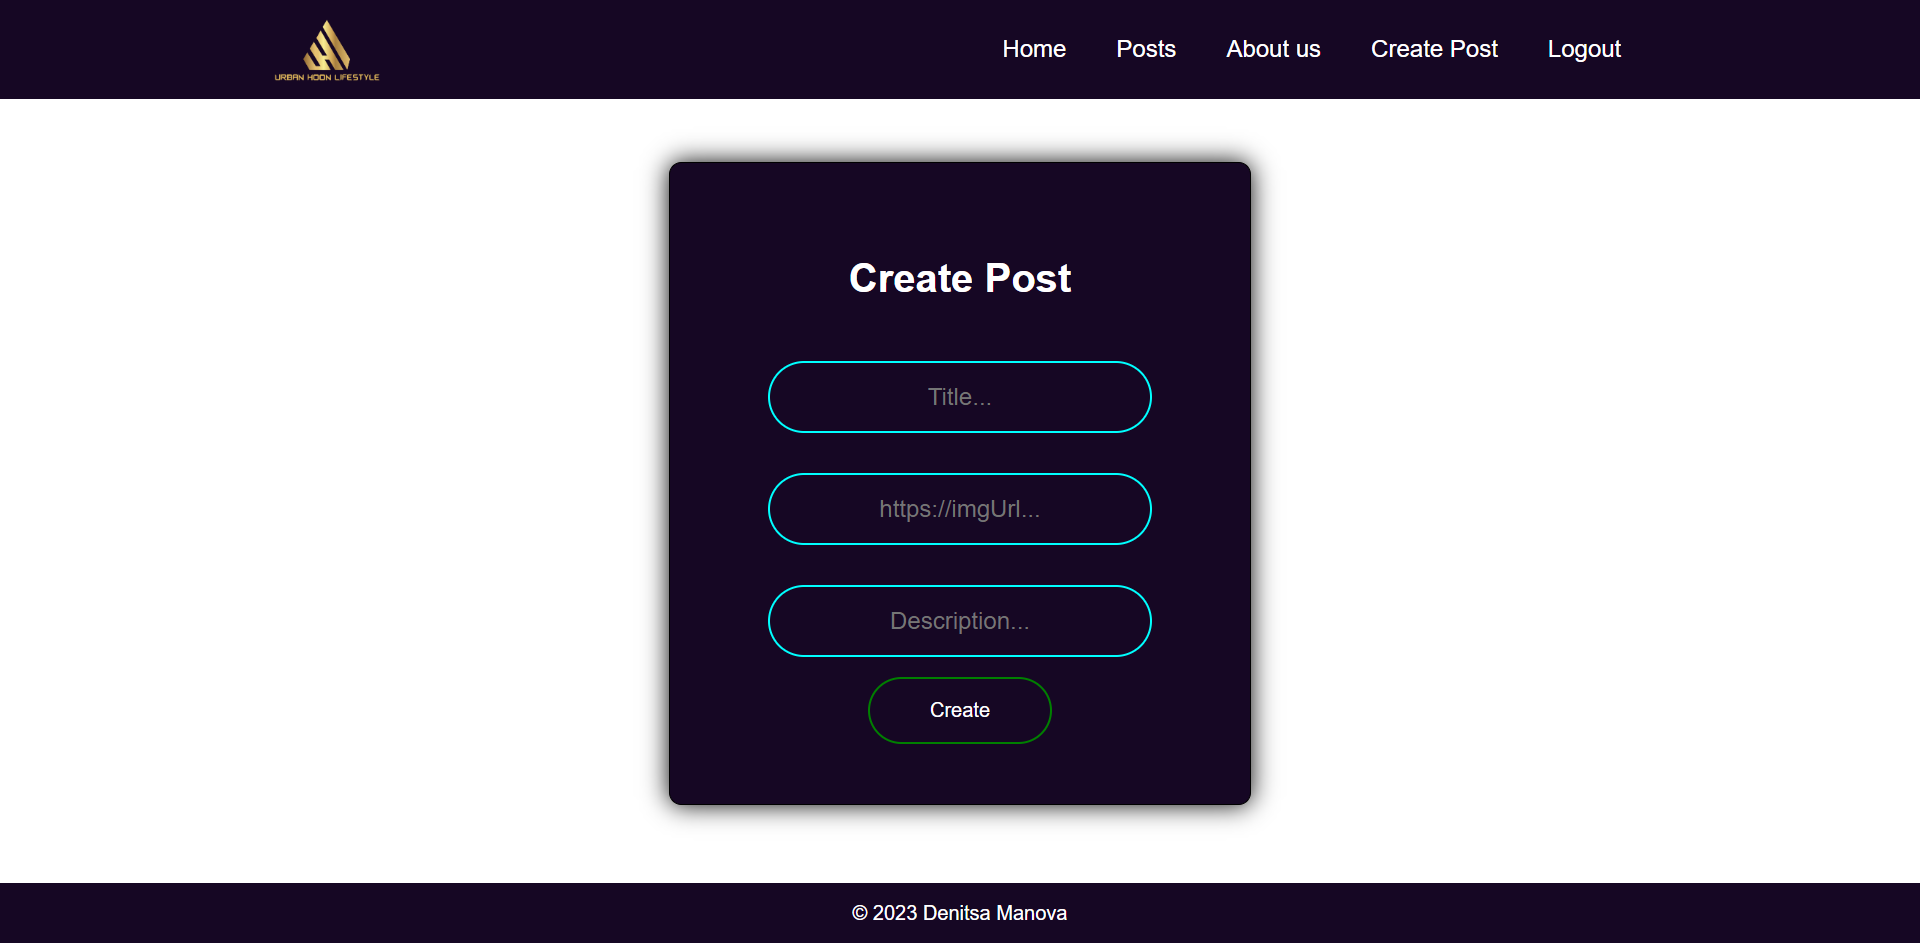 URBAN HOON LIFESTYLE
Home Posts About us Create Post Logout
Create Post
Title...
https://imgUrl...
Description...
Create
© 2023 Denitsa Manova